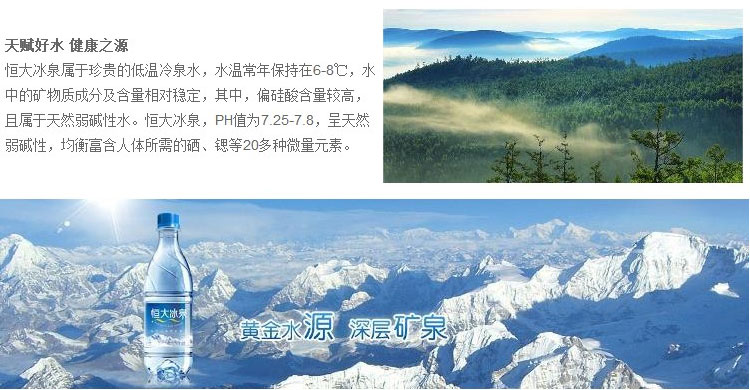 天赋好水 健康之源
恒大冰泉属于珍贵的低温冷泉水，水温常年保持在6-8℃，水
中的矿物质成分及含量相对稳定，其中，偏硅酸含量较高，
且属于天然弱碱性水。恒大冰泉，PH值为7.25-7.8，呈天然
弱碱性，均衡富含人体所需的硒、锶等20多种微量元素。
恒大冰泉
黄金水源 深层矿泉